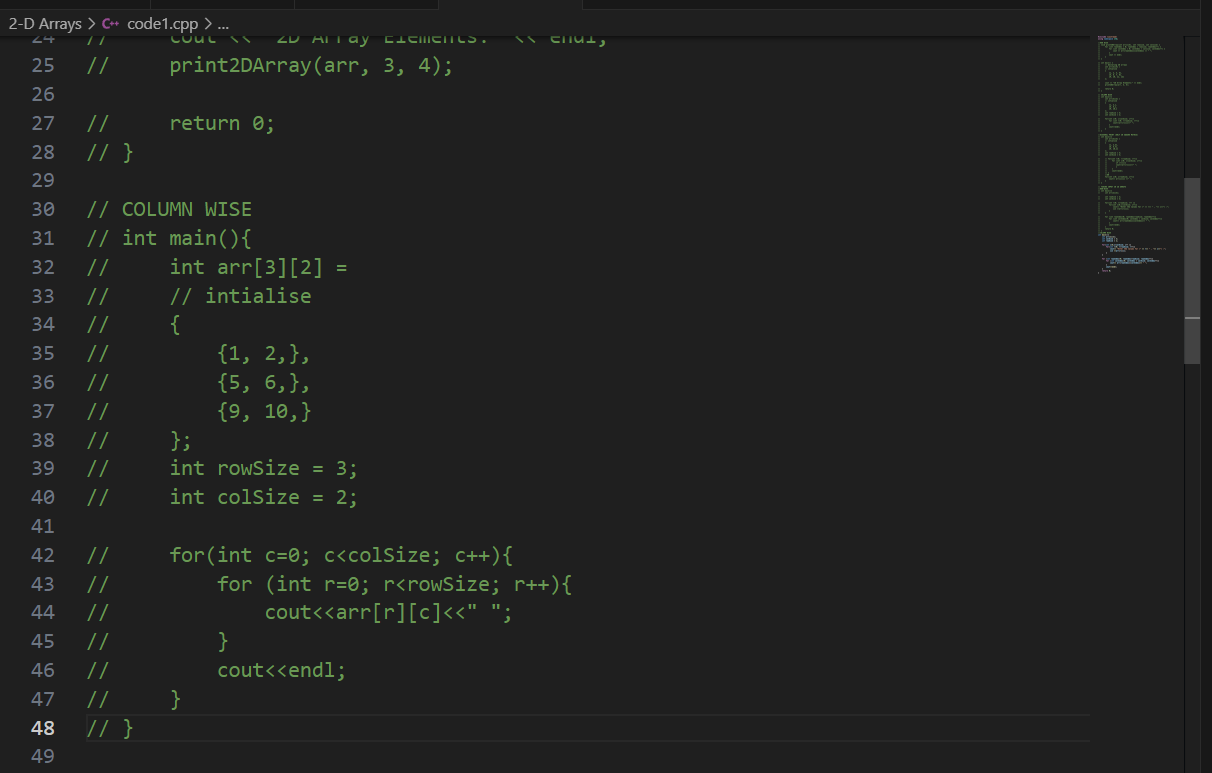 2-D Arrays > C++ code1.cpp > ...
24 //     cout << "2D Array Elements: " << endl;
25 //     print2DArray(arr, 3, 4);
26
27 //     return 0;
28 // }
29
30 // COLUMN WISE
31 // int main(){
32 //     int arr[3][2] =
33 //     // intialise
34 //     {
35 //         {1, 2,},
36 //         {5, 6,},
37 //         {9, 10,}
38 //     };
39 //     int rowSize = 3;
40 //     int colSize = 2;
41
42 //     for(int c=0; c<colSize; c++){
43 //         for (int r=0; r<rowSize; r++){
44 //             cout<<arr[r][c]<<" ";
45 //         }
46 //         cout<<endl;
47 //     }
48 // }
49